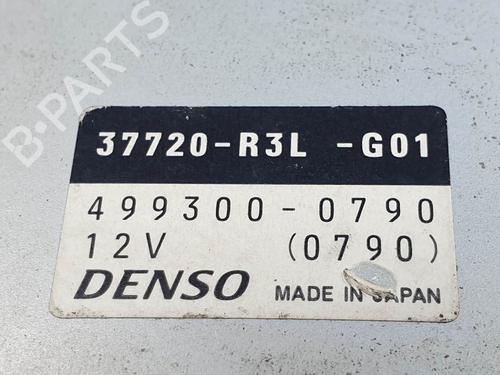 B-PARTS
37720-R3L -G01
499300-0790
12V (0790)
DENSO MADE IN JAPAN